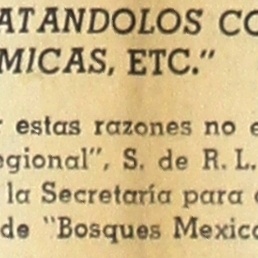 ATANDOLOS CO
MICAS, ETC."
estas razones no e
egional", S. de R. L.
la Secretaría para
de "Bosques Mexica